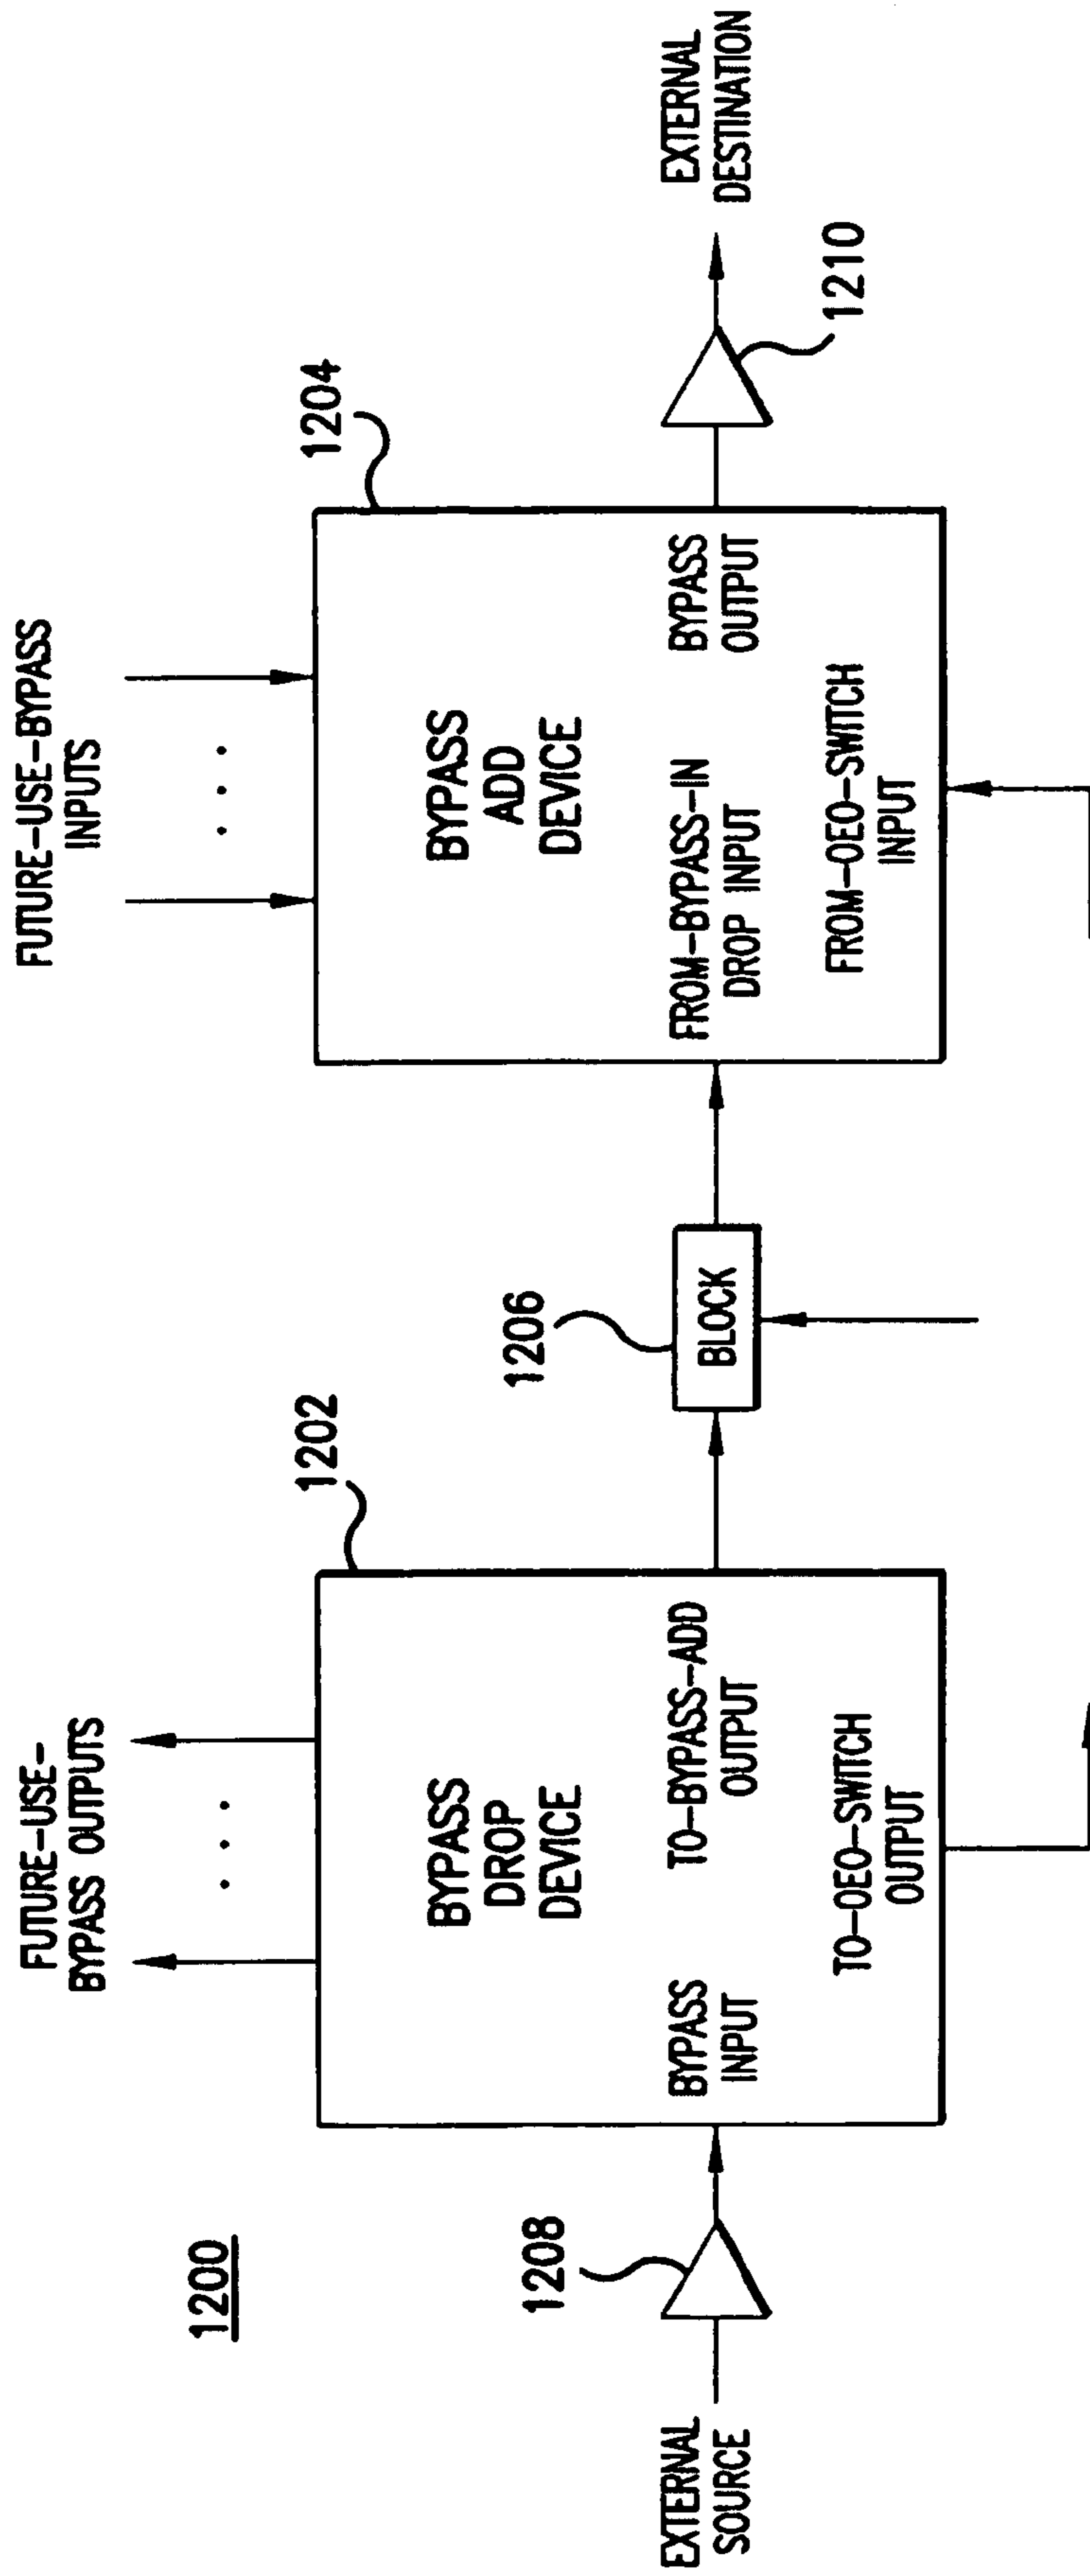 1200
FUTURE-USE-
BYPASS OUTPUTS
FUTURE-USE-BYPASS
INPUTS
1202
1204
BYPASS
DROP
DEVICE
BYPASS
ADD
DEVICE
1208
1206
EXTERNAL
SOURCE
BYPASS
INPUT
TO-BYPASS-ADD
OUTPUT
BLOCK
FROM-BYPASS-IN
DROP INPUT
BYPASS
OUTPUT
EXTERNAL
DESTINATION
1210
TO-OEO-SWITCH
OUTPUT
FROM-OEO-SWITCH
INPUT